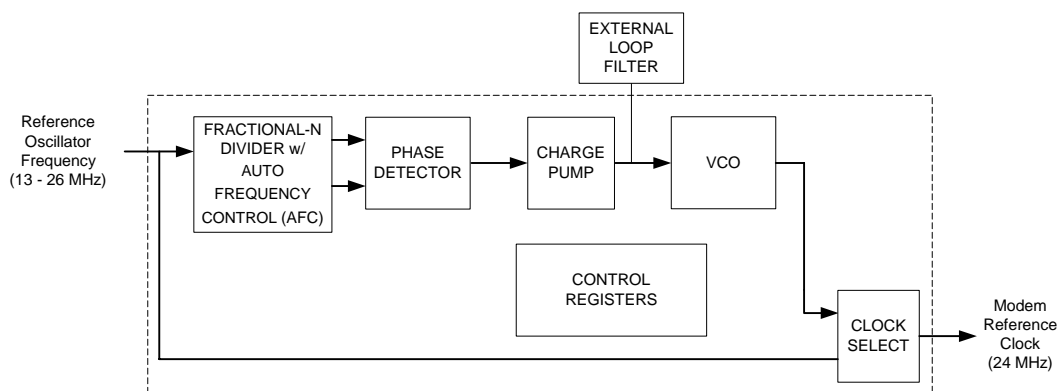 EXTERNAL
LOOP
FILTER
Reference
Oscillator
Frequency
(13 - 26 MHz)
FRACTIONAL-N
DIVIDER w/
AUTO
FREQUENCY
CONTROL (AFC)
PHASE
DETECTOR
CHARGE
PUMP
VCO
CONTROL
REGISTERS
CLOCK
SELECT
Modem
Reference
Clock
(24 MHz)